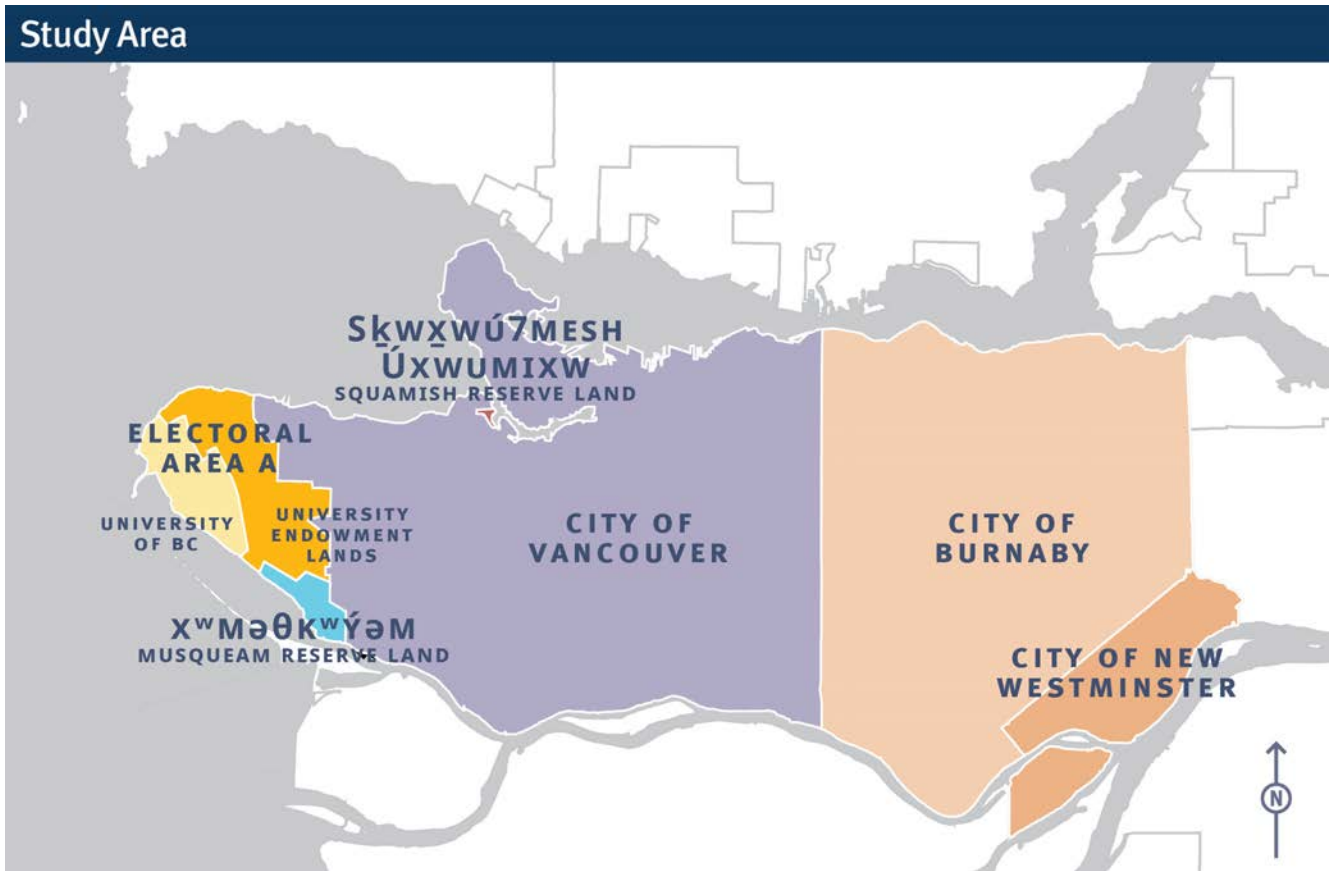 Study Area
Sḵwx̱wú7mesh
Úxwumixw
SQUAMISH RESERVE LAND
ELECTORAL
AREA A
UNIVERSITY
OF BC
UNIVERSITY
ENDOWMENT
LANDS
CITY OF
VANCOUVER
CITY OF
BURNABY
xʷməθkʷy̓əm
MUSQUEAM RESERVE LAND
CITY OF NEW
WESTMINSTER
N